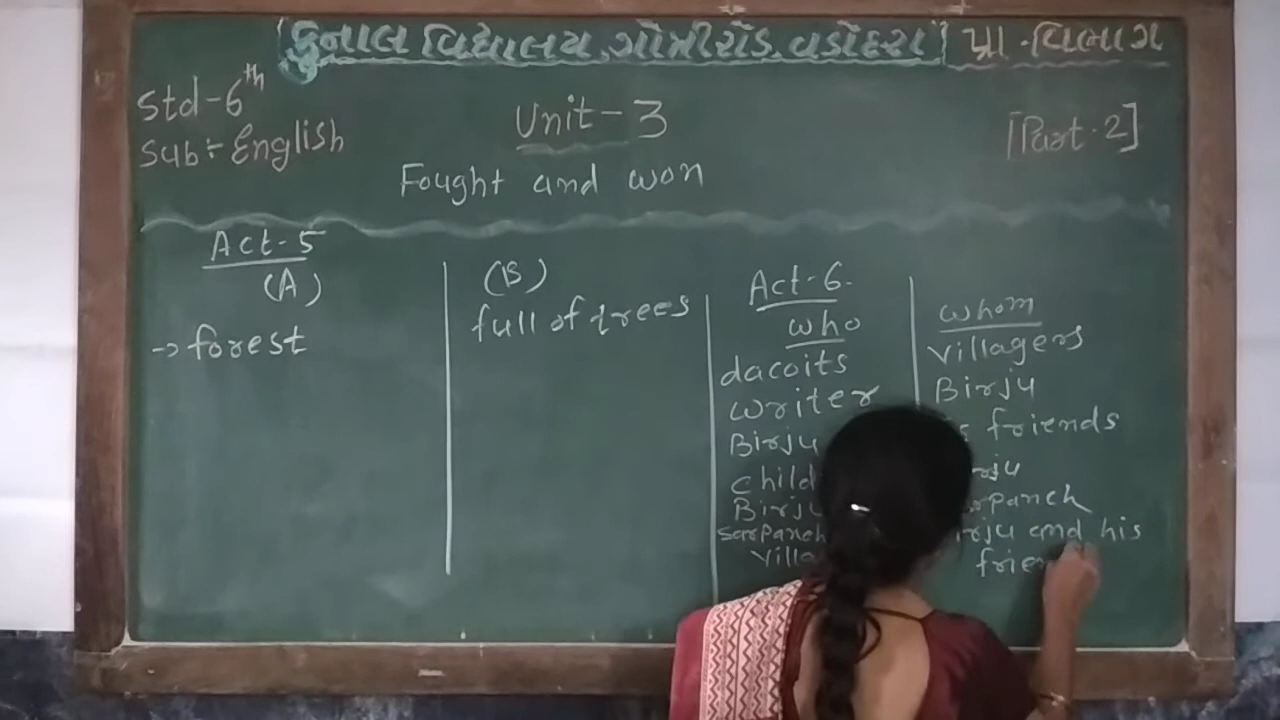 કુનાલ વિદ્યાલય, ગોત્રીરોડ, વડોદરા પ્રા. વિભાગ
Std-6th
Sub:- English
Unit-3
[Part.2]
Fought and won
Act-5
(A)
→ forest
(B)
full of trees
Act-6.
who
dacoits
writer
Birju
child
Birju
sarpanch
whom
villagers
Birju
friends
and his